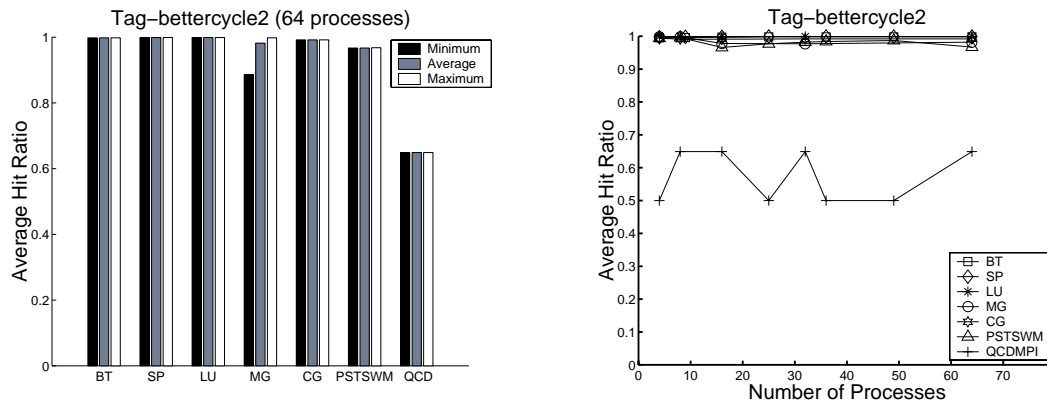 Tag-bettercycle2 (64 processes)
Average Hit Ratio
1
0.8
0.6
0.4
0.2
0
Minimum
Average
Maximum
BT SP LU MG CG PSTSWM QCD
Tag-bettercycle2
Average Hit Ratio
1
0.9
0.8
0.7
0.6
0.5
0.4
0.3
0.2
0.1
0
BT
SP
LU
MG
CG
PSTSWM
QCDMPI
0 10 20 30 40 50 60 70
Number of Processes